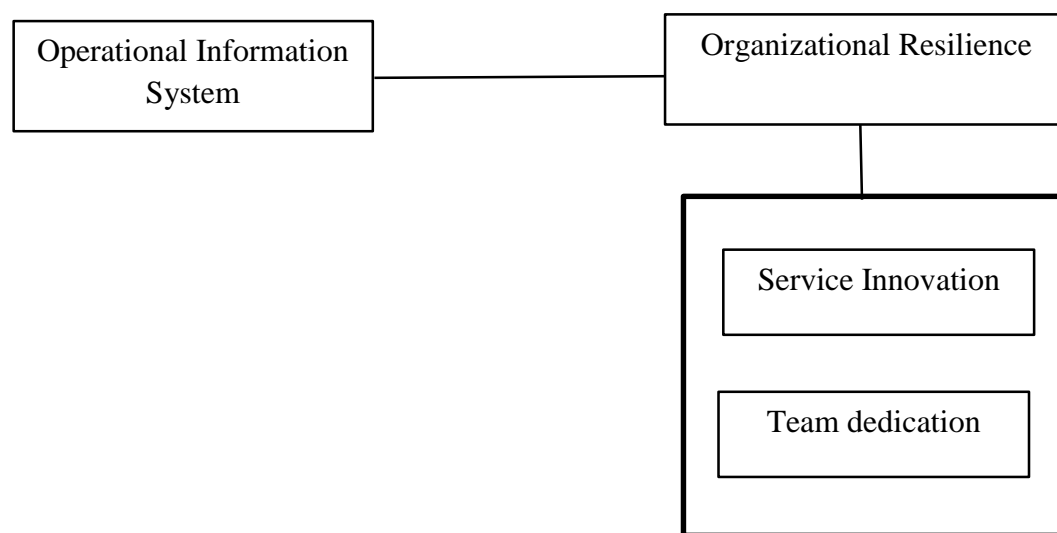 Operational Information
System
Organizational Resilience
Service Innovation
Team dedication